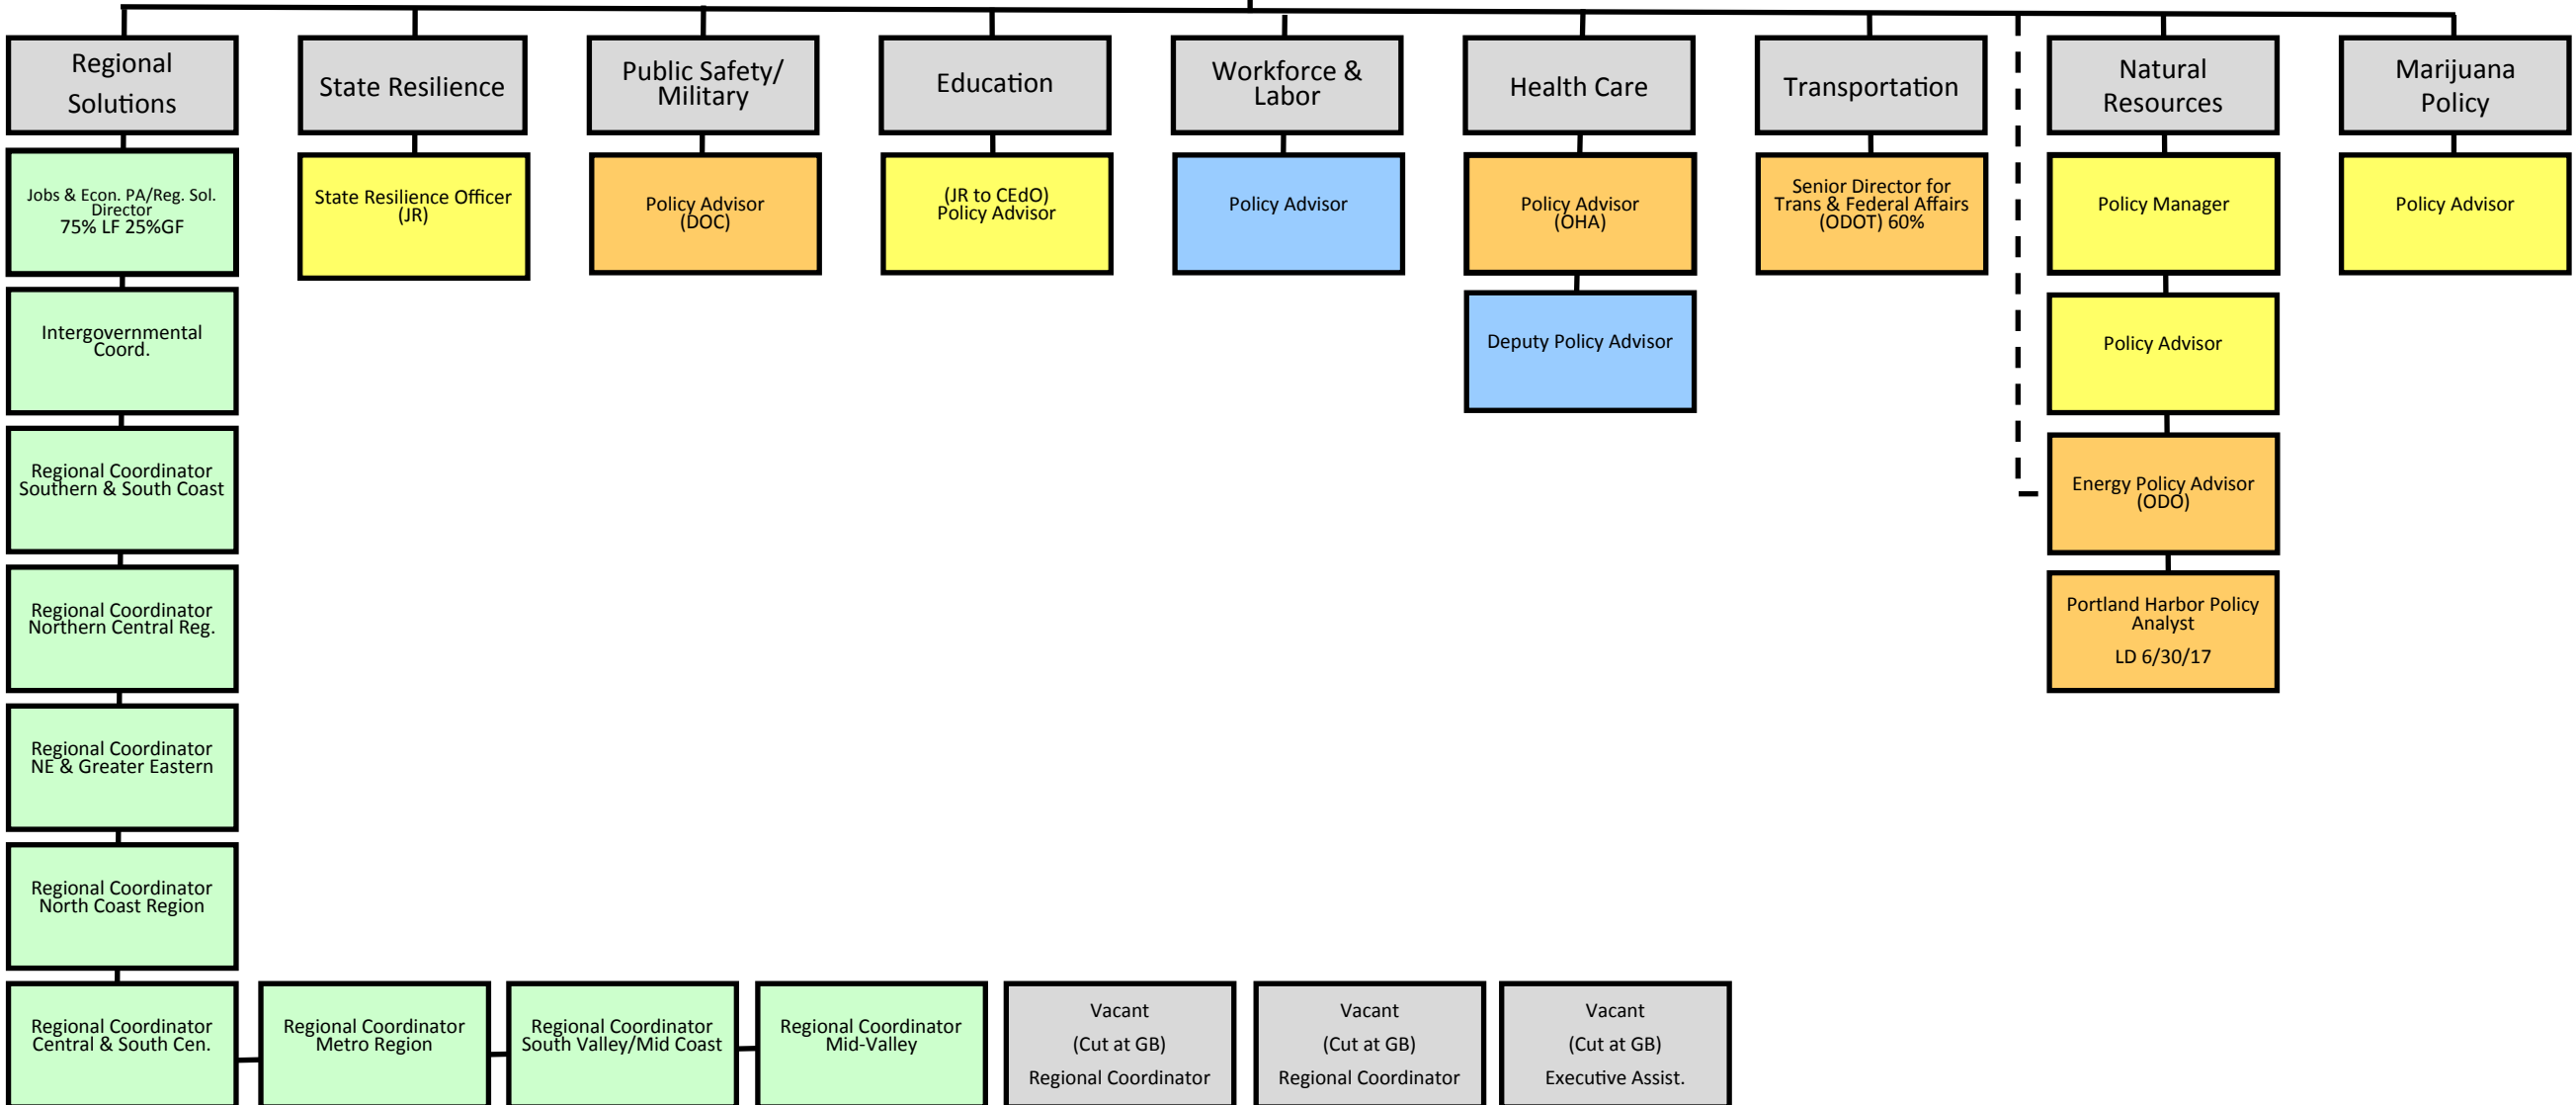 Regional
Solutions
State Resilience
Public Safety/
Military
Education
Workforce &
Labor
Health Care
Transportation
Natural
Resources
Marijuana
Policy
Jobs & Econ. PA/Reg. Sol.
Director
75% LF 25%GF
State Resilience Officer
(JR)
Policy Advisor
(DOC)
(JR to CEdO)
Policy Advisor
Policy Advisor
Policy Advisor
(OHA)
Senior Director for
Trans & Federal Affairs
(ODOT) 60%
Policy Manager
Policy Advisor
Intergovernmental
Coord.
Deputy Policy Advisor
Policy Advisor
Regional Coordinator
Southern & South Coast
Energy Policy Advisor
(ODO)
Regional Coordinator
Northern Central Reg.
Portland Harbor Policy
Analyst
LD 6/30/17
Regional Coordinator
NE & Greater Eastern
Regional Coordinator
North Coast Region
Regional Coordinator
Central & South Cen.
Regional Coordinator
Metro Region
Regional Coordinator
South Valley/Mid Coast
Regional Coordinator
Mid-Valley
Vacant
(Cut at GB)
Regional Coordinator
Vacant
(Cut at GB)
Regional Coordinator
Vacant
(Cut at GB)
Executive Assist.